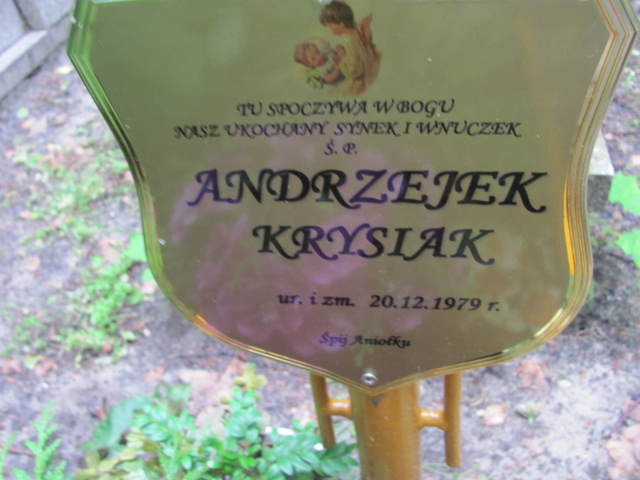 TU SPOCZYWA W BOGU
NASZ UKOCHANY SYNEK I WNUCZEK
Ś. P.
ANDRZEJEK
KRYSIAK
ur. i zm. 20.12.1979 r.
Śpij Aniołku